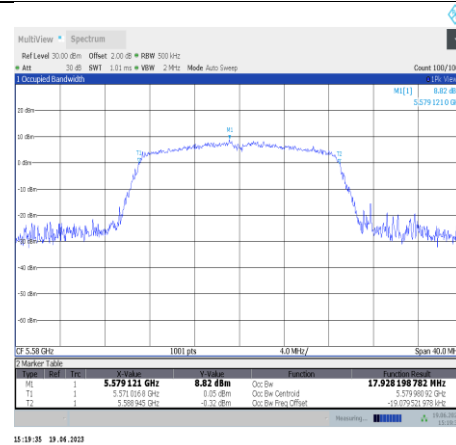 MultiView Spectrum
Ref Level 30.00 dBm Offset 2.00 dB RBW 500 kHz
Att 30 dB SWT 1.01 ms VBW 2 MHz Mode Auto Sweep Count 100/100
1 Occupied Bandwidth 1Pk View
M1[1] 8.82 dB
5.579121 0 G
20 dBm
10 dBm
M1
T1 T2
0 dBm
-10 dBm
-20 dBm
-30 dBm
-40 dBm
-50 dBm
-60 dBm
CF 5.58 GHz 1001 pts 4.0 MHz/ Span 40.0 MH
2 Marker Table
Type Ref Trc X-Value Y-Value Function Function Result
M1 1 5.579 121 GHz 8.82 dBm Occ Bw 17.928 198 782 MHz
T1 1 5.571 016 8 GHz 0.05 dBm Occ Bw Centroid 5.579 980 92 GHz
T2 1 5.588 945 GHz -0.32 dBm Occ Bw Freq Offset -19.079 521 978 kHz
Measuring... 19.06.202
15:19:35 19.06.2023